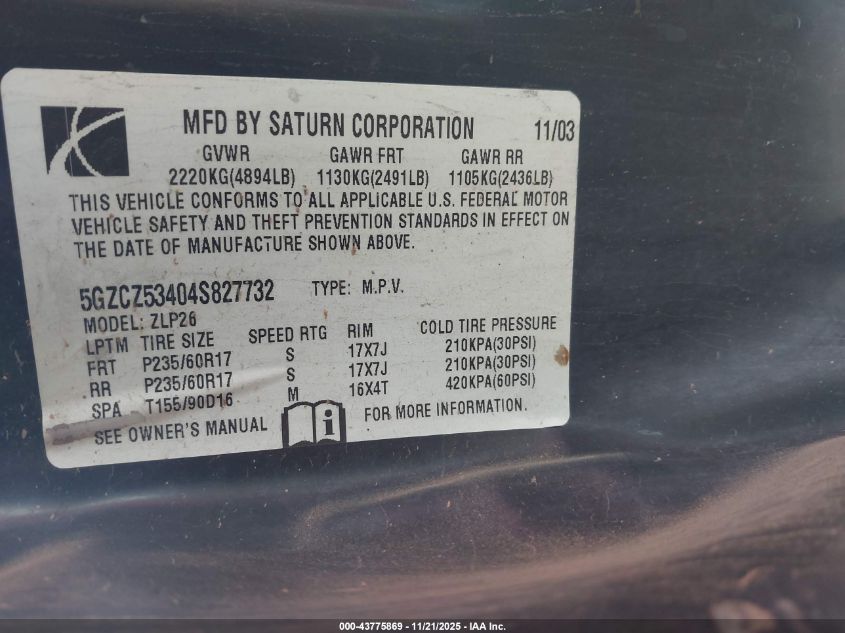 MFD BY SATURN CORPORATION 11/03
GVWR GAWR FRT GAWR RR
2220KG(4894LB) 1130KG(2491LB) 1105KG(2436LB)
THIS VEHICLE CONFORMS TO ALL APPLICABLE U.S. FEDERAL MOTOR
VEHICLE SAFETY AND THEFT PREVENTION STANDARDS IN EFFECT ON
THE DATE OF MANUFACTURE SHOWN ABOVE.
5GZCZ53404S827732 TYPE: M.P.V.
MODEL: ZLP26
LPTM TIRE SIZE SPEED RTG RIM COLD TIRE PRESSURE
FRT P235/60R17 S 17X7J 210KPA(30PSI)
RR P235/60R17 S 17X7J 210KPA(30PSI)
SPA T155/90D16 M 16X4T 420KPA(60PSI)
SEE OWNER'S MANUAL i FOR MORE INFORMATION.
000-43775869 - 11/21/2025 - IAA Inc.